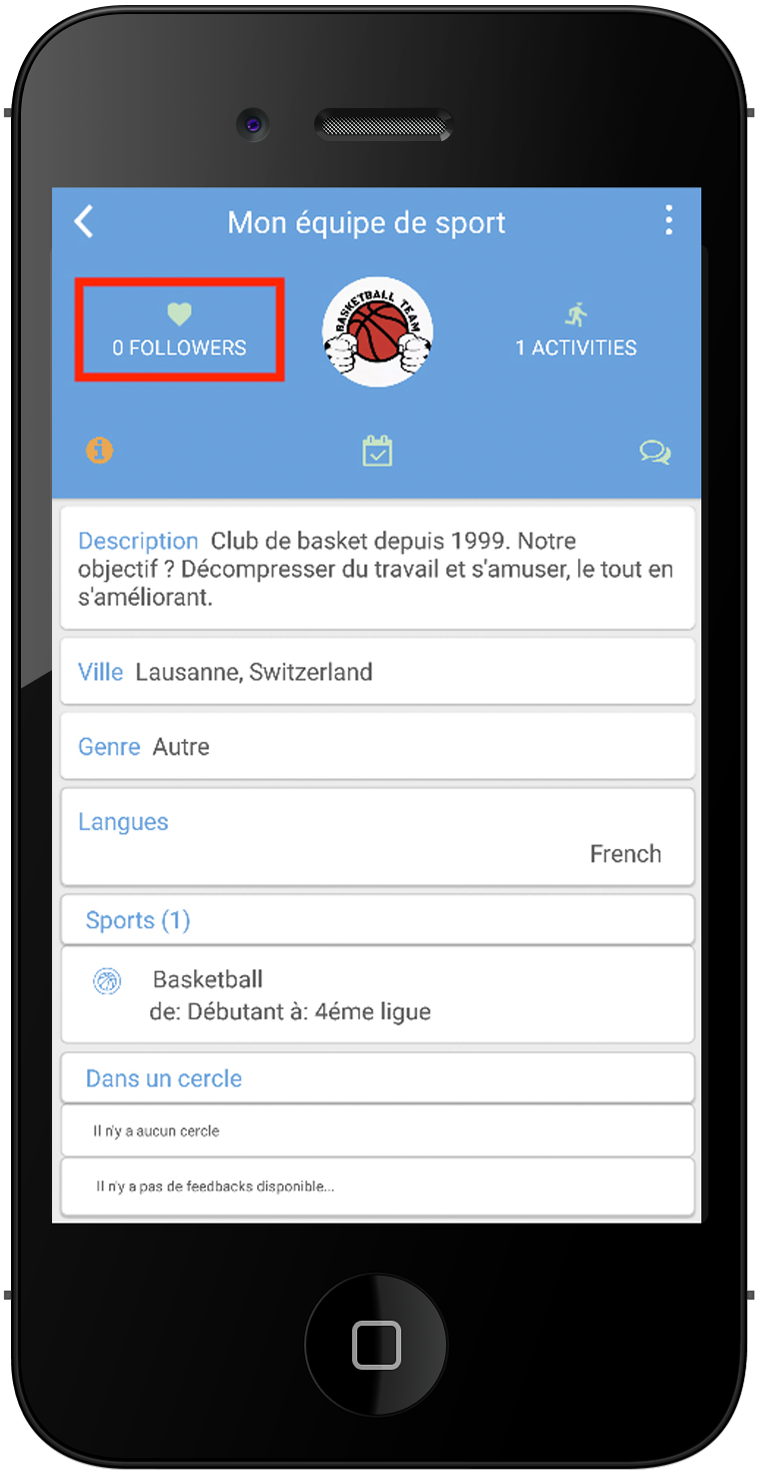 Mon équipe de sport
0 FOLLOWERS
BASKETBALL TEAM
1 ACTIVITIES
Description Club de basket depuis 1999. Notre
objectif ? Décompresser du travail et s'amuser, le tout en
s'améliorant.
Ville Lausanne, Switzerland
Genre Autre
Langues
French
Sports (1)
Basketball
de: Débutant à: 4éme ligue
Dans un cercle
Il n'y a aucun cercle
Il n'y a pas de feedbacks disponible...